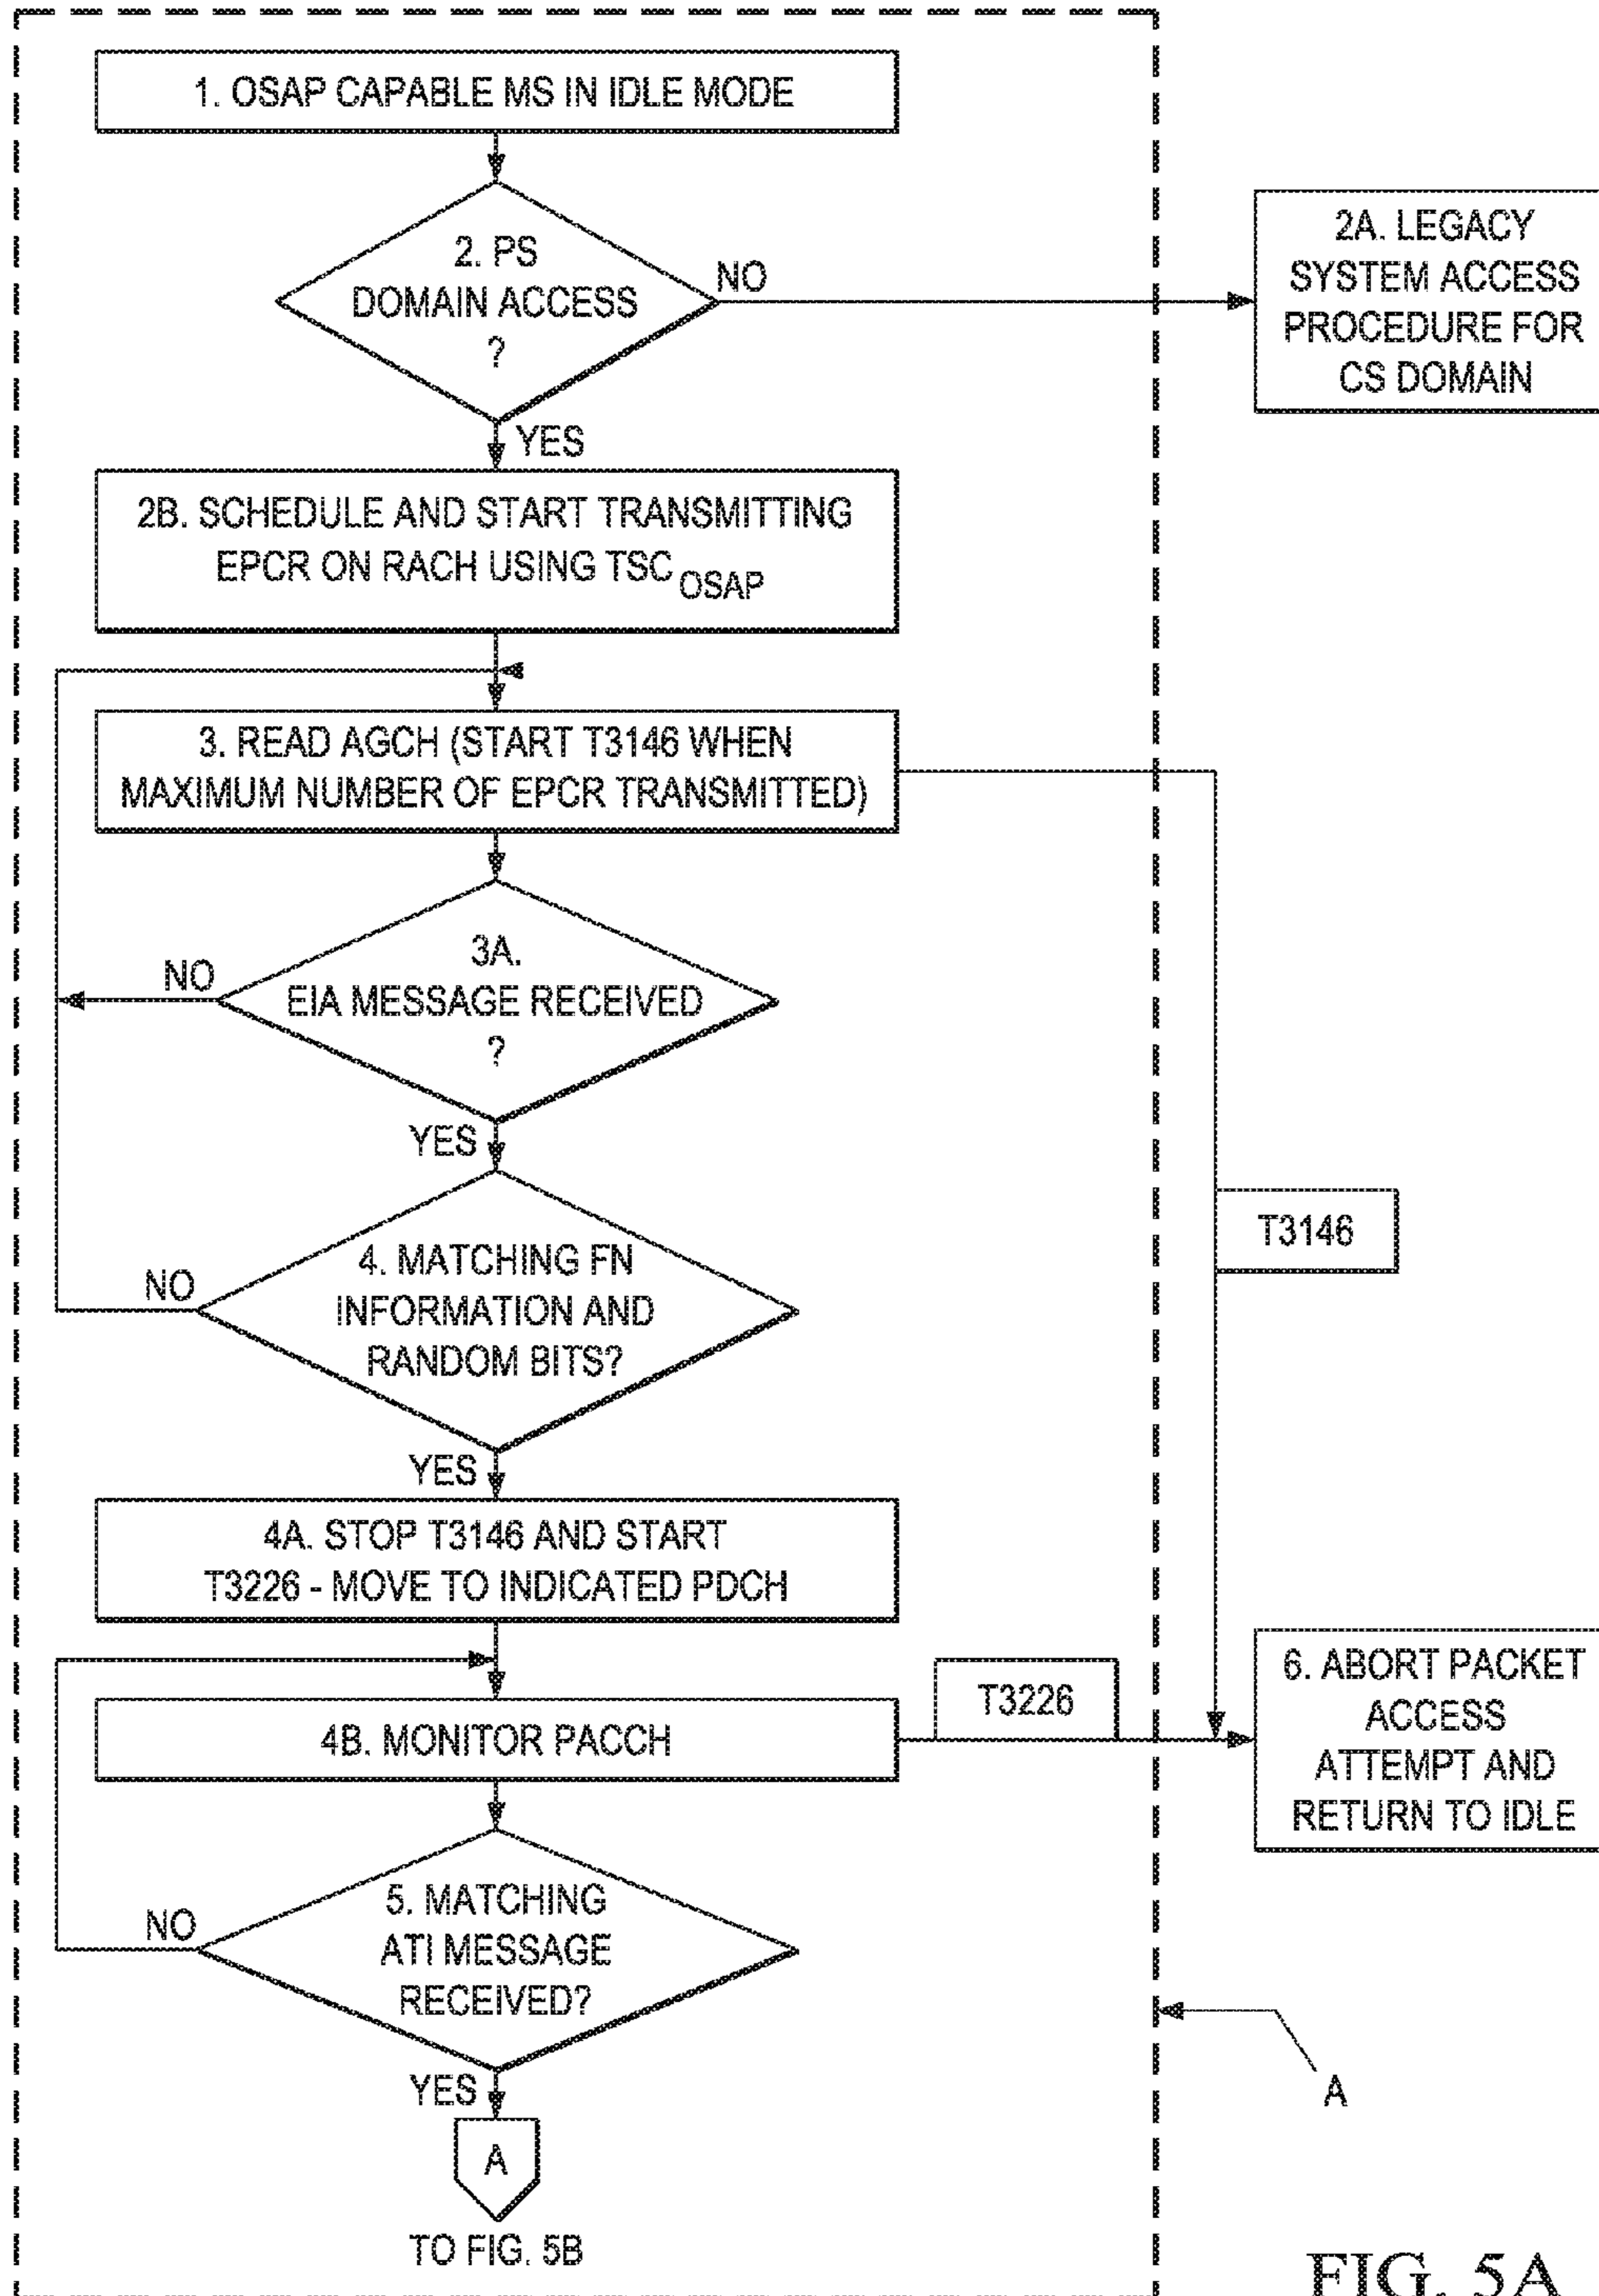 1. OSAP CAPABLE MS IN IDLE MODE
2. PS
DOMAIN ACCESS
?
NO
2A. LEGACY
SYSTEM ACCESS
PROCEDURE FOR
CS DOMAIN
YES
2B. SCHEDULE AND START TRANSMITTING
EPCR ON RACH USING TSC OSAP
3. READ AGCH (START T3146 WHEN
MAXIMUM NUMBER OF EPCR TRANSMITTED)
3A.
EIA MESSAGE RECEIVED
?
NO
YES
T3146
4. MATCHING FN
INFORMATION AND
RANDOM BITS?
NO
YES
4A. STOP T3146 AND START
T3226 - MOVE TO INDICATED PDCH
4B. MONITOR PACCH
T3226
6. ABORT PACKET
ACCESS
ATTEMPT AND
RETURN TO IDLE
5. MATCHING
ATI MESSAGE
RECEIVED?
NO
YES
A
A
TO FIG. 5B
FIG. 5A